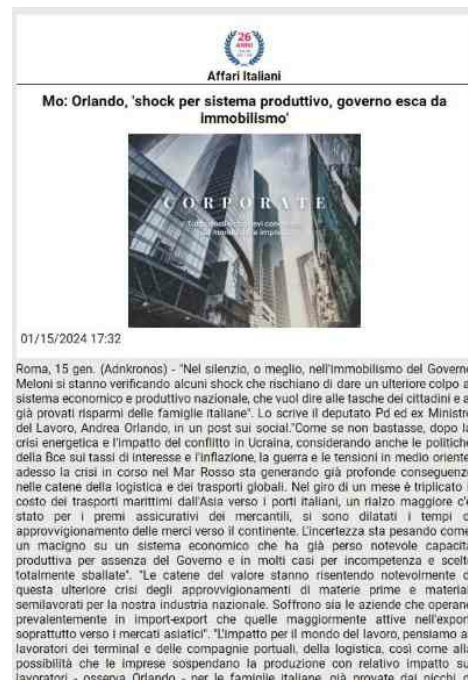 26
ANNI
Affari Italiani
Mo: Orlando, 'shock per sistema produttivo, governo esca da
immobilismo'
CORPORATE
01/15/2024 17:32
Roma, 15 gen. (Adnkronos) - "Nel silenzio, o meglio, nell'immobilismo del Governo
Meloni si stanno verificando alcuni shock che rischiano di dare un ulteriore colpo al
sistema economico e produttivo nazionale, che vuol dire alle tasche dei cittadini e ai
già provati risparmi delle famiglie italiane". Lo scrive il deputato Pd ed ex Ministro
del Lavoro, Andrea Orlando, in un post sui social."Come se non bastasse, dopo la
crisi energetica e l'impatto del conflitto in Ucraina, considerando anche le politiche
della Bce sui tassi di interesse e l'inflazione, la guerra e le tensioni in medio oriente,
adesso la crisi in corso nel Mar Rosso sta generando già profonde conseguenze
nelle catene della logistica e dei trasporti globali. Nel giro di un mese è triplicato
costo dei trasporti marittimi dall'Asia verso i porti italiani, un rialzo maggiore c'è
stato per i premi assicurativi dei mercantili, si sono dilatati i tempi di
approvvigionamento delle merci verso il continente. L'incertezza sta pesando come
un macigno su un sistema economico che ha già perso notevole capacità
produttiva per assenza del Governo e in molti casi per incompetenza e scelte
totalmente sballate". "Le catene del valore stanno risentendo notevolmente di
questa ulteriore crisi degli approvvigionamenti di materie prime e materiali
semilavorati per la nostra industria nazionale. Soffrono sia le aziende che operano
prevalentemente in import-export che quelle maggiormente attive nell'export
soprattutto verso i mercati asiatici". "L'impatto per il mondo del lavoro, pensiamo ai
lavoratori dei terminal e delle compagnie portuali, della logistica, così come alla
possibilità che le imprese sospendano la produzione con relativo impatto sui
lavoratori - osserva Orlando - per le famiglie italiane, già provate dai picchi di